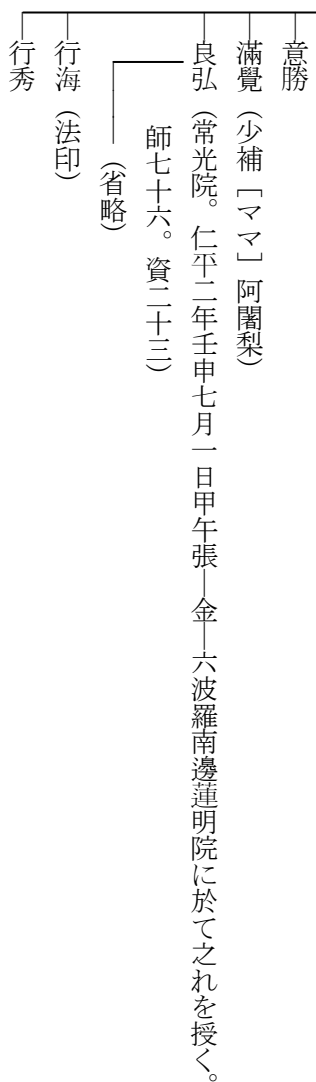 意勝
滿覺(少補[ママ]阿闍梨)
良弘(常光院。仁平二年壬申七月一日甲午張―金―六波羅南邊蓮明院に於て之れを授く。
師七十六。資二十三)
(省略)
行海(法印)
行秀